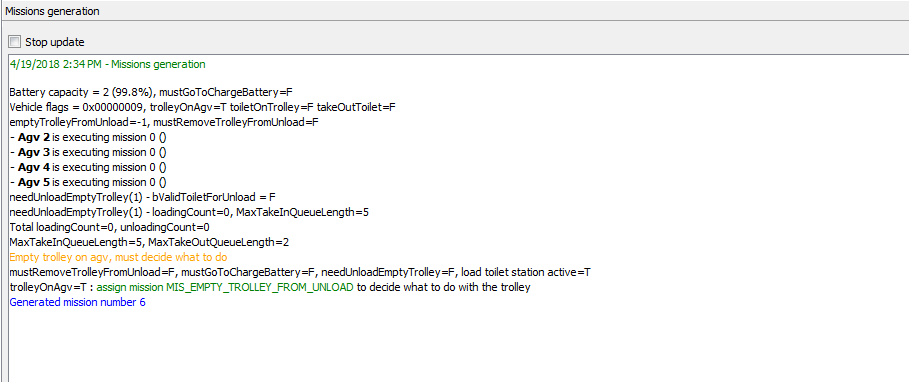 Missions generation
Stop update
4/19/2018 2:34 PM - Missions generation
Battery capacity = 2 (99.8%), mustGoToChargeBattery=F
Vehicle flags = 0x00000009, trolleyOnAgv=T toiletOnTrolley=F takeOutToilet=F
emptyTrolleyFromUnload=-1, mustRemoveTrolleyFromUnload=F
- Agv 2 is executing mission 0 ()
- Agv 3 is executing mission 0 ()
- Agv 4 is executing mission 0 ()
- Agv 5 is executing mission 0 ()
needUnloadEmptyTrolley(1) - bValidToiletForUnload = F
needUnloadEmptyTrolley(1) - loadingCount=0, MaxTakeInQueueLength=5
Total loadingCount=0, unloadingCount=0
MaxTakeInQueueLength=5, MaxTakeOutQueueLength=2
Empty trolley on agv, must decide what to do
mustRemoveTrolleyFromUnload=F, mustGoToChargeBattery=F, needUnloadEmptyTrolley=F, load toilet station active=T
trolleyOnAgv=T : assign mission MIS_EMPTY_TROLLEY_FROM_UNLOAD to decide what to do with the trolley
Generated mission number 6